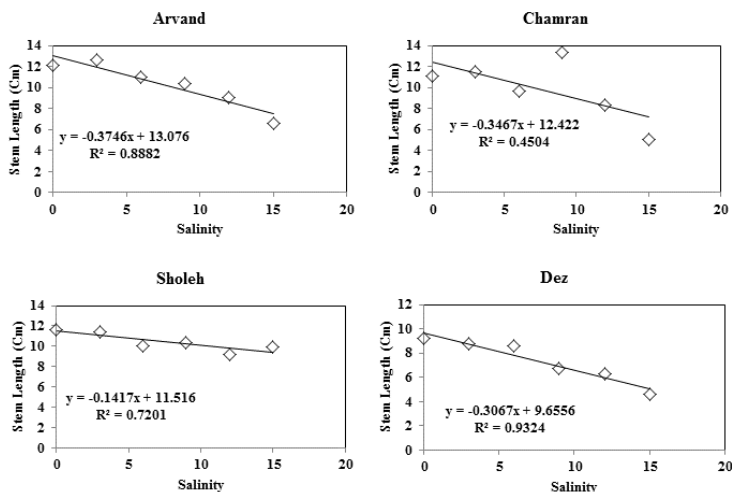 Arvand
Stem Length (Cm)
14
12
10
8
6
4
2
0
y = -0.3746x + 13.076
R² = 0.8882
0 5 10 15 20
Salinity
Chamran
Stem Length (Cm)
14
12
10
8
6
4
2
0
y = -0.3467x + 12.422
R² = 0.4504
0 5 10 15 20
Salinity
Sholeh
Stem Length (Cm)
14
12
10
8
6
4
2
0
y = -0.1417x + 11.516
R² = 0.7201
0 5 10 15 20
Salinity
Dez
Stem Length (Cm)
12
10
8
6
4
2
0
y = -0.3067x + 9.6556
R² = 0.9324
0 5 10 15 20
Salinity